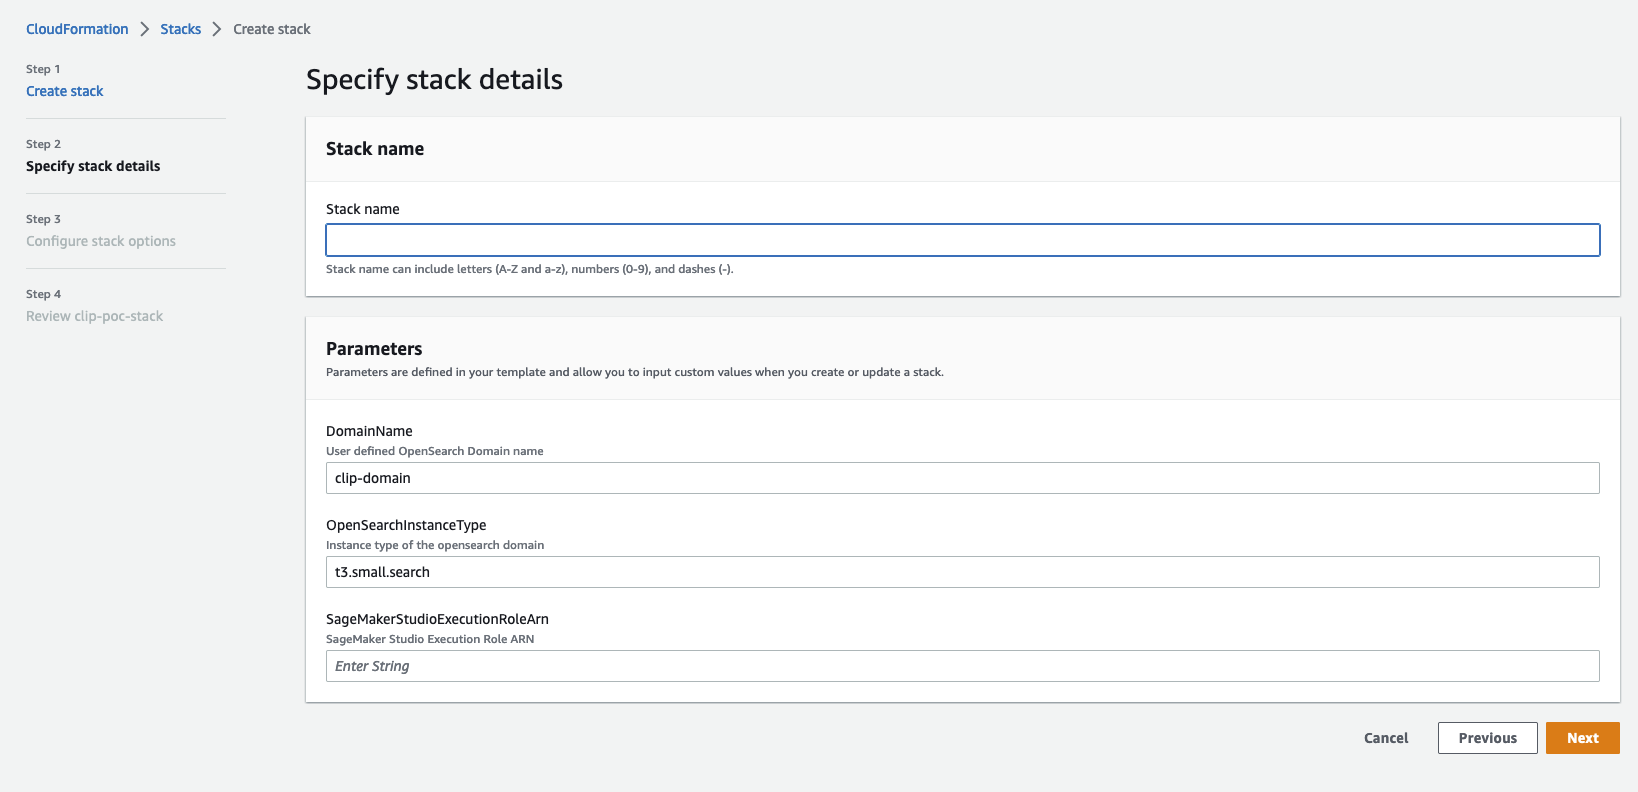 CloudFormation > Stacks > Create stack
Step 1
Create stack
Step 2
Specify stack details
Step 3
Configure stack options
Step 4
Review clip-poc-stack
Specify stack details
Stack name
Stack name
Stack name can include letters (A-Z and a-z), numbers (0-9), and dashes (-).
Parameters
Parameters are defined in your template and allow you to input custom values when you create or update a stack.
DomainName
User defined OpenSearch Domain name
clip-domain
OpenSearchInstanceType
Instance type of the opensearch domain
t3.small.search
SageMakerStudioExecutionRoleArn
SageMaker Studio Execution Role ARN
Enter String
Cancel Previous Next